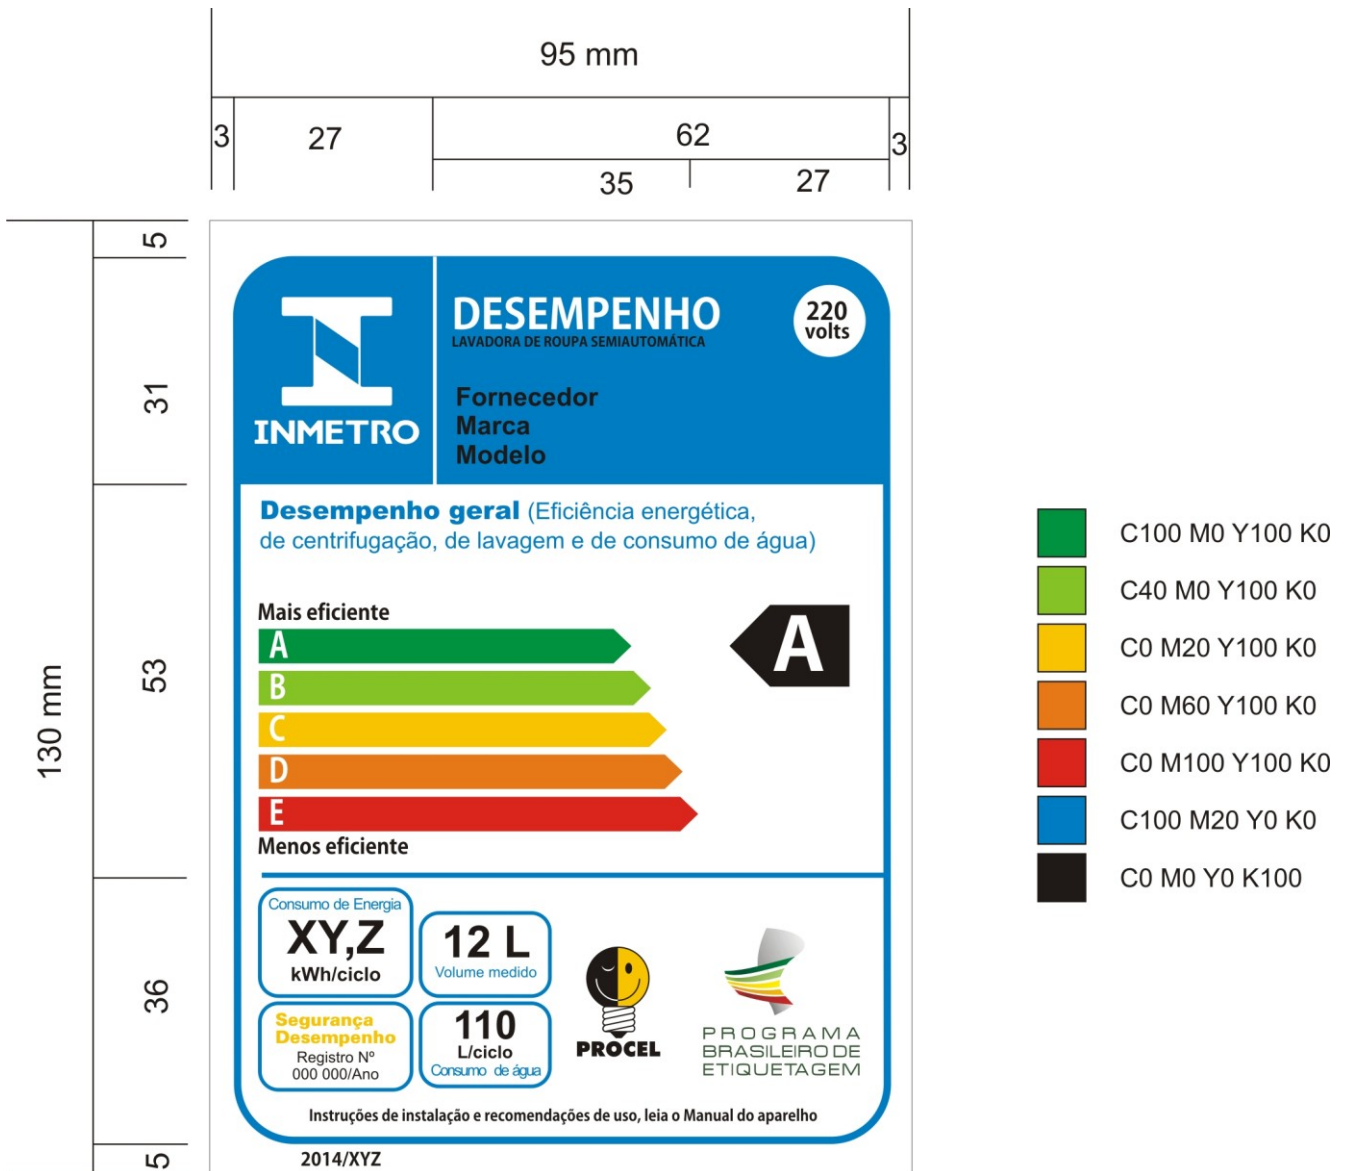 95 mm
3
27
62
3
35
27
5
31
53
130 mm
36
5
INMETRO
DESEMPENHO
LAVADORA DE ROUPA SEMIAUTOMÁTICA
220
volts
Fornecedor
Marca
Modelo
Desempenho geral (Eficiência energética,
de centrifugação, de lavagem e de consumo de água)
Mais eficiente
A
B
C
D
E
Menos eficiente
A
Consumo de Energia
XY,Z
kWh/ciclo
12 L
Volume medido
Segurança
Desempenho
Registro Nº
000 000/Ano
110
L/ciclo
Consumo de água
PROCEL
PROGRAMA
BRASILEIRO DE
ETIQUETAGEM
Instruções de instalação e recomendações de uso, leia o Manual do aparelho
2014/XYZ
C100 M0 Y100 K0
C40 M0 Y100 K0
C0 M20 Y100 K0
C0 M60 Y100 K0
C0 M100 Y100 K0
C100 M20 Y0 K0
C0 M0 Y0 K100